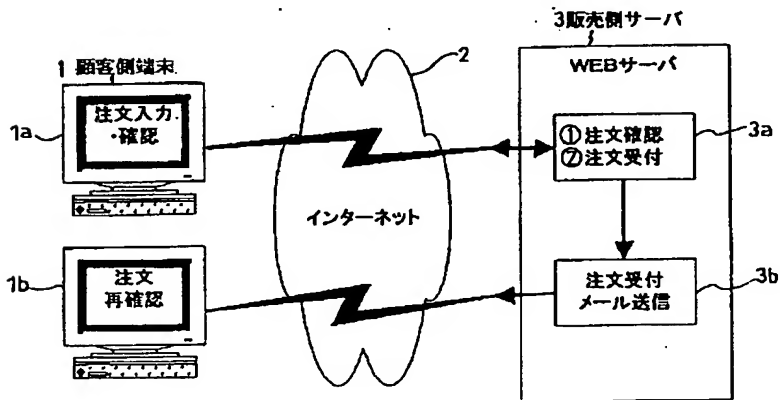 3販売側サーバ
2
WEBサーバ
1 顧客側端末
1a
注文入力
・確認
①注文確認
⑦注文受付
3a
インターネット
1b
注文
再確認
注文受付
メール送信
3b